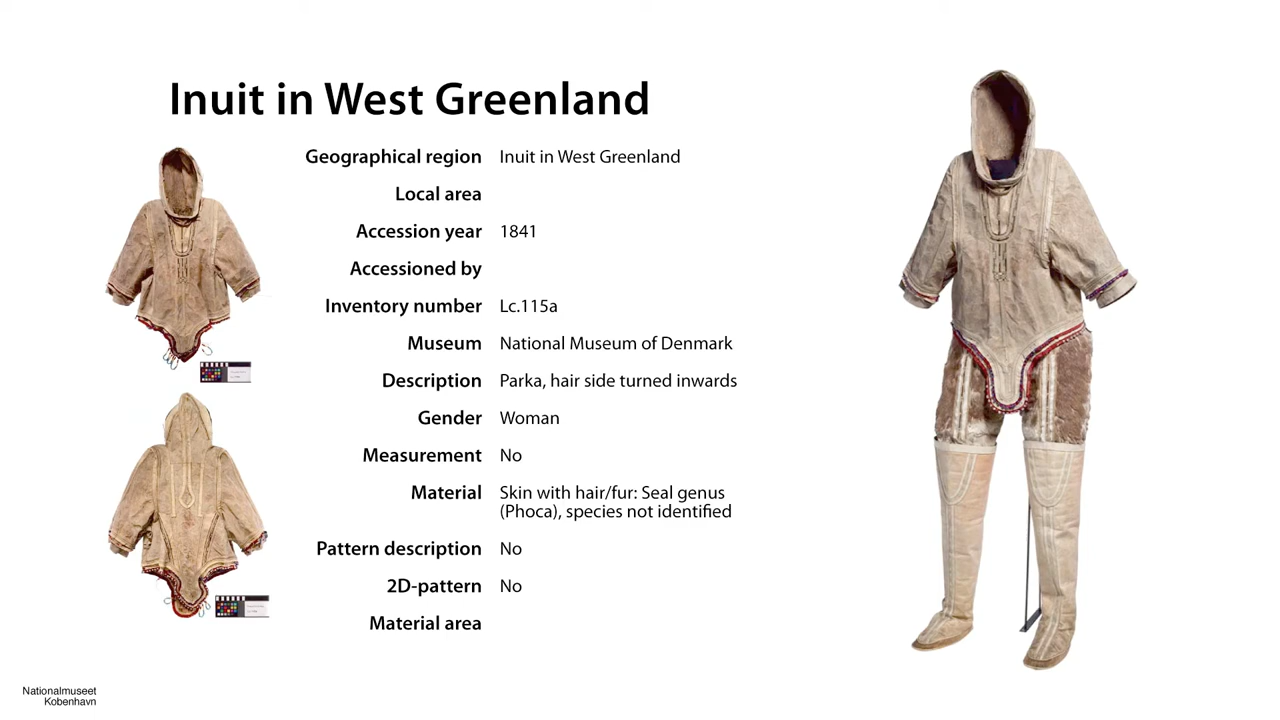 Inuit in West Greenland
Geographical region Inuit in West Greenland
Local area
Accession year 1841
Accessioned by
Inventory number Lc.115a
Museum National Museum of Denmark
Description Parka, hair side turned inwards
Gender Woman
Measurement No
Material Skin with hair/fur: Seal genus
(Phoca), species not identified
Pattern description No
2D-pattern No
Material area
Nationalmuseet
Kobenhavn